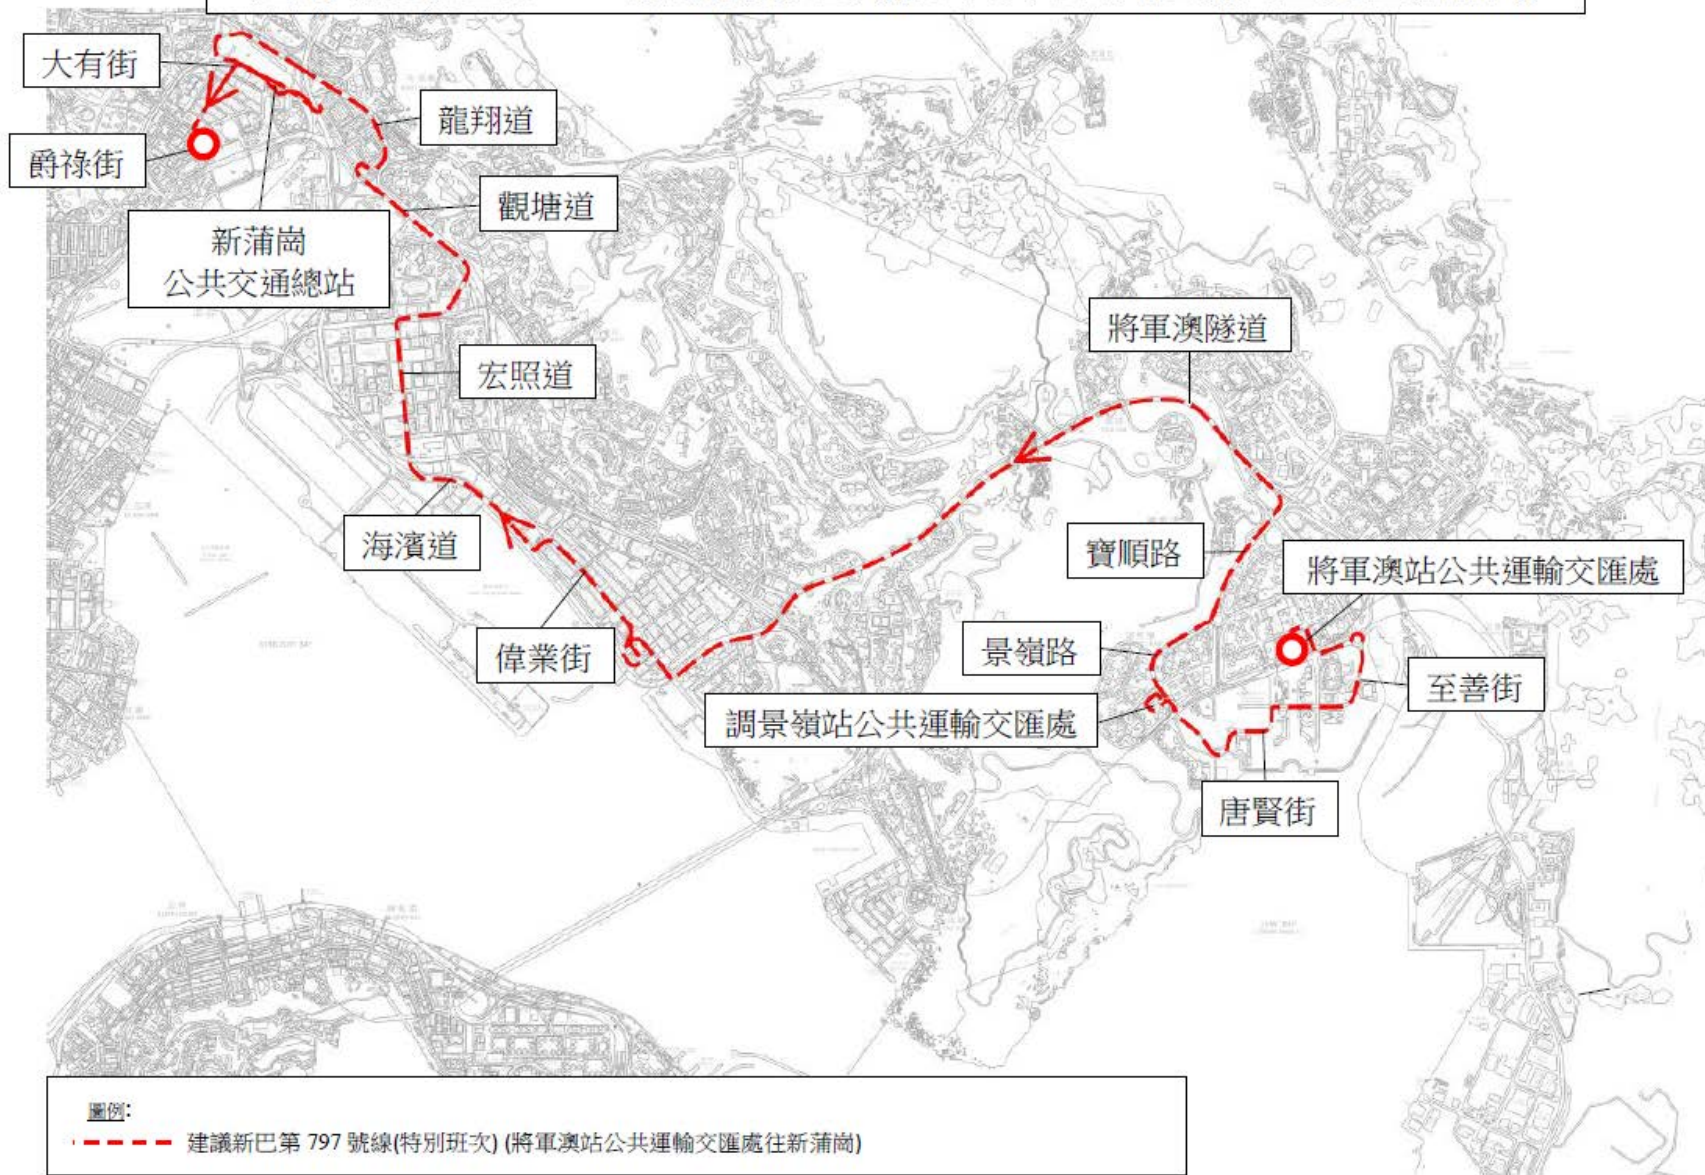 大有街
龍翔道
爵祿街
觀塘道
新蒲崗
公共交通總站
將軍澳隧道
宏照道
海濱道
寶順路
將軍澳站公共運輸交匯處
偉業街
景嶺路
至善街
調景嶺站公共運輸交匯處
唐賢街
圖例:
建議新巴第 797 號線(特別班次) (將軍澳站公共運輸交匯處往新蒲崗)